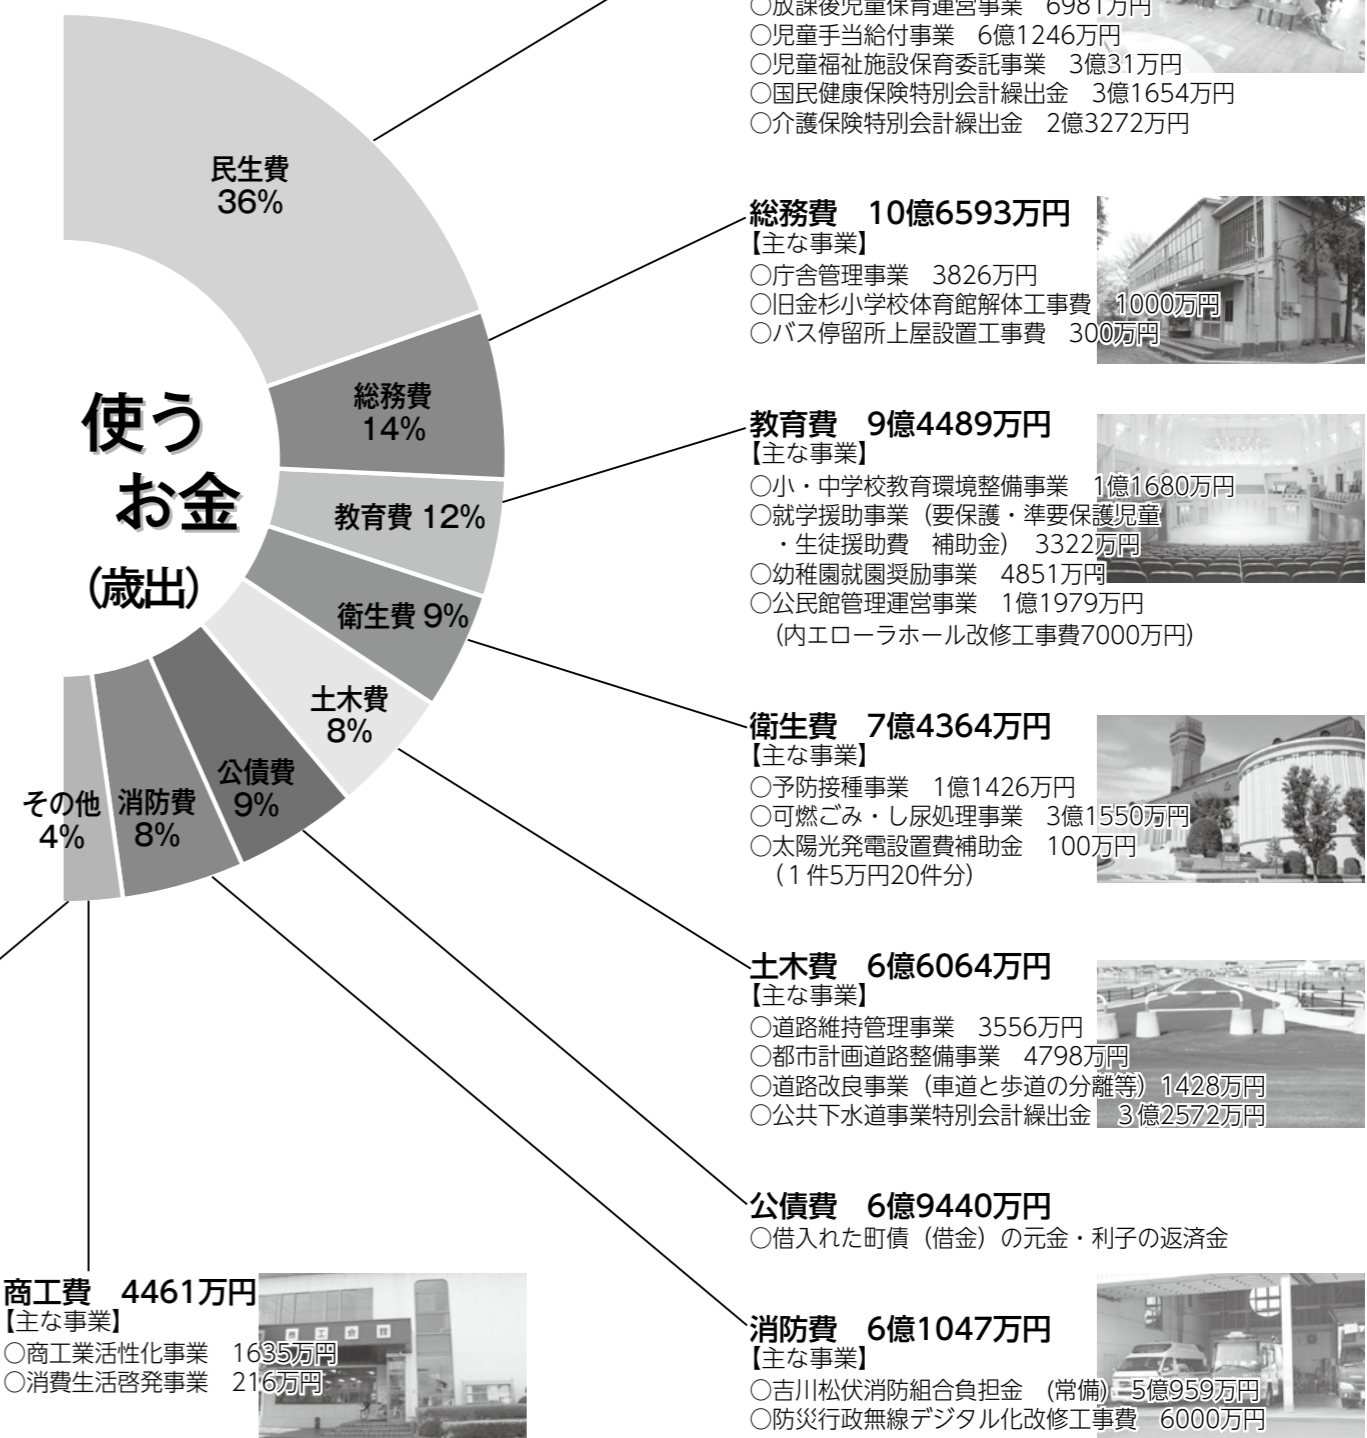 ○放課後児童保育運営事業　6981万円
○児童手当給付事業　6億1246万円
○児童福祉施設保育委託事業　3億31万円
○国民健康保険特別会計繰出金　3億1654万円
○介護保険特別会計繰出金　2億3272万円
民生費
36%
総務費
14%
教育費 12%
衛生費 9%
土木費
8%
公債費
9%
消防費
8%
その他
4%
使う
お金
（歳出）
総務費　10億6593万円
【主な事業】
○庁舎管理事業　3826万円
○旧金杉小学校体育館解体工事費　1000万円
○バス停留所上屋設置工事費　300万円
教育費　9億4489万円
【主な事業】
○小・中学校教育環境整備事業　1億1680万円
○就学援助事業（要保護・準要保護児童
・生徒援助費　補助金）　3322万円
○幼稚園就園奨励事業　4851万円
○公民館管理運営事業　1億1979万円
（内エローラホール改修工事費7000万円）
衛生費　7億4364万円
【主な事業】
○予防接種事業　1億1426万円
○可燃ごみ・し尿処理事業　3億1550万円
○太陽光発電設置費補助金　100万円
（１件5万円20件分）
土木費　6億6064万円
【主な事業】
○道路維持管理事業　3556万円
○都市計画道路整備事業　4798万円
○道路改良事業（車道と歩道の分離等）1428万円
○公共下水道事業特別会計繰出金　３億2572万円
公債費　6億9440万円
○借入れた町債（借金）の元金・利子の返済金
消防費　6億1047万円
【主な事業】
○吉川松伏消防組合負担金　（常備）　5億959万円
○防災行政無線デジタル化改修工事費　6000万円
商工費　4461万円
【主な事業】
○商工業活性化事業　1635万円
○消費生活啓発事業　216万円
商工会館